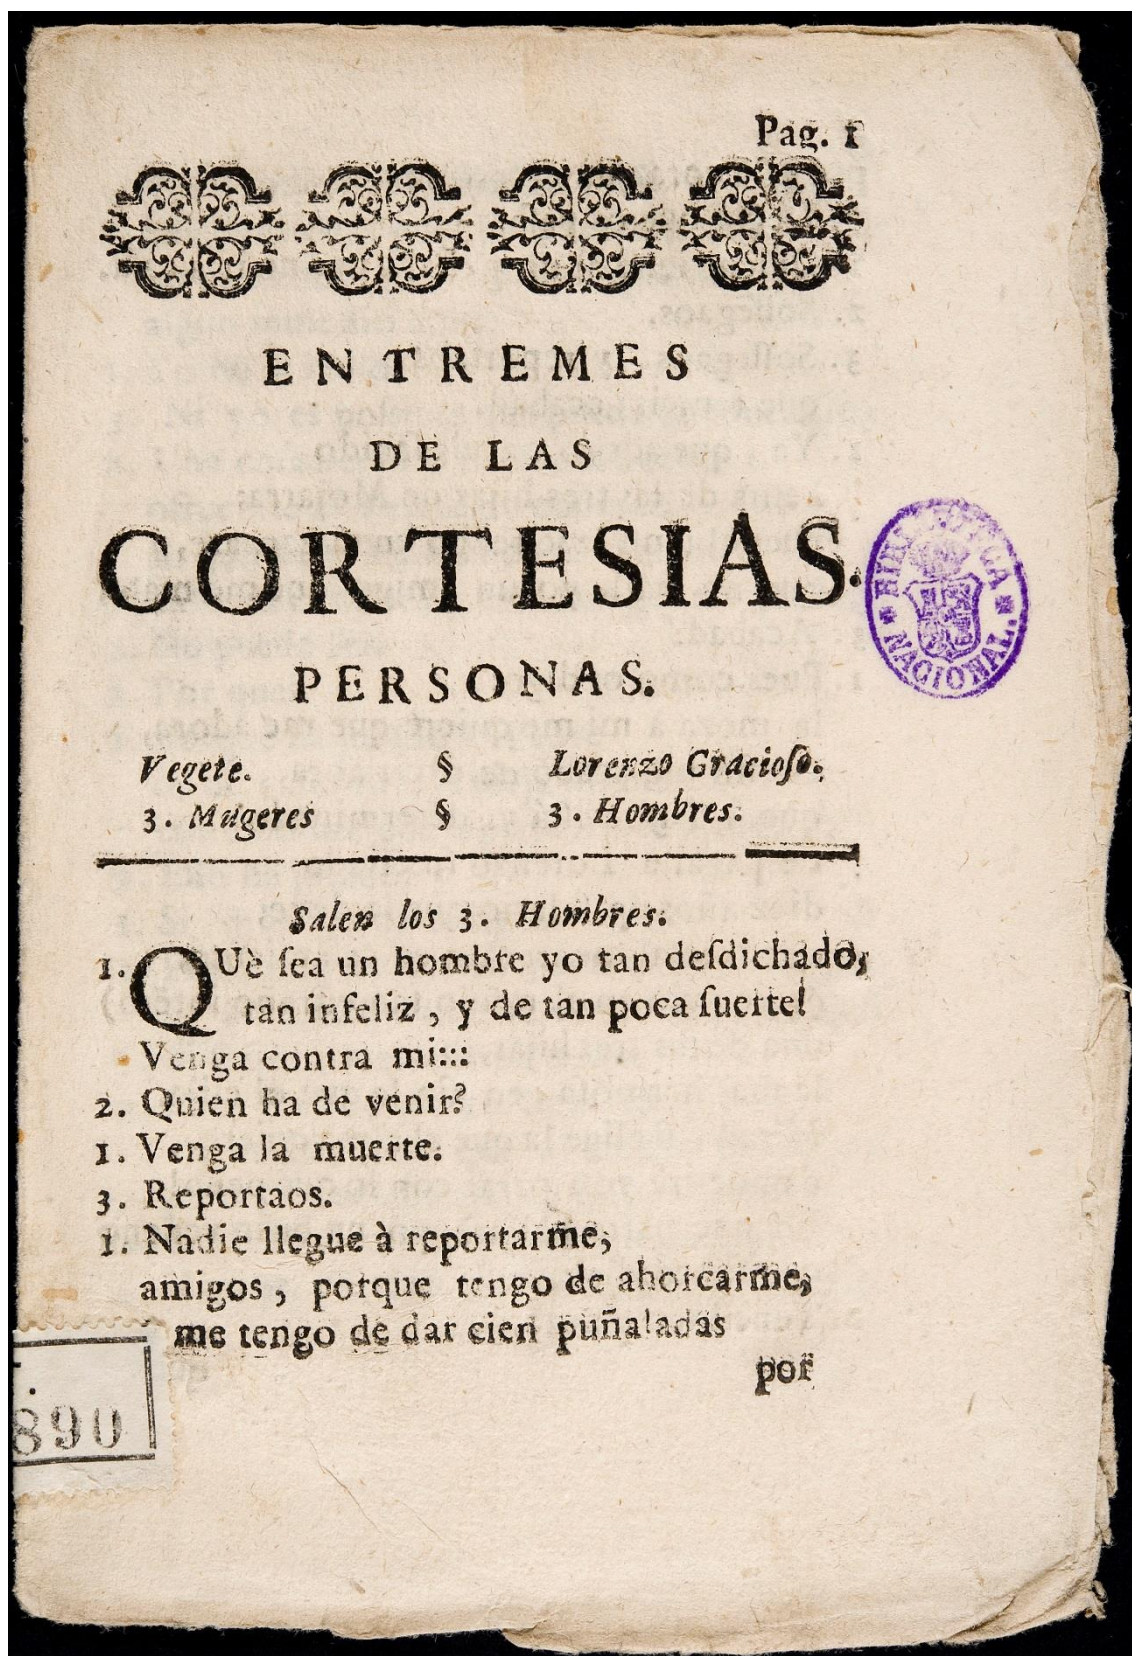 Pag. 1
ENTREMES
DE LAS
CORTESIAS.
PERSONAS.
Vegete. § Lorenzo Gracioſo.
3. Mugeres § 3. Hombres.
Salen los 3. Hombres.
1. QUè ſea un hombre yo tan deſdichado,
tan infeliz, y de tan poca ſuerte!
Venga contra mi:::
2. Quien ha de venir?
1. Venga la muerte.
3. Reportaos.
1. Nadie llegue à reportarme,
amigos, porque tengo de ahorcarme,
me tengo de dar cien puñaladas
por
BIBLIOTECA NACIONAL.
890